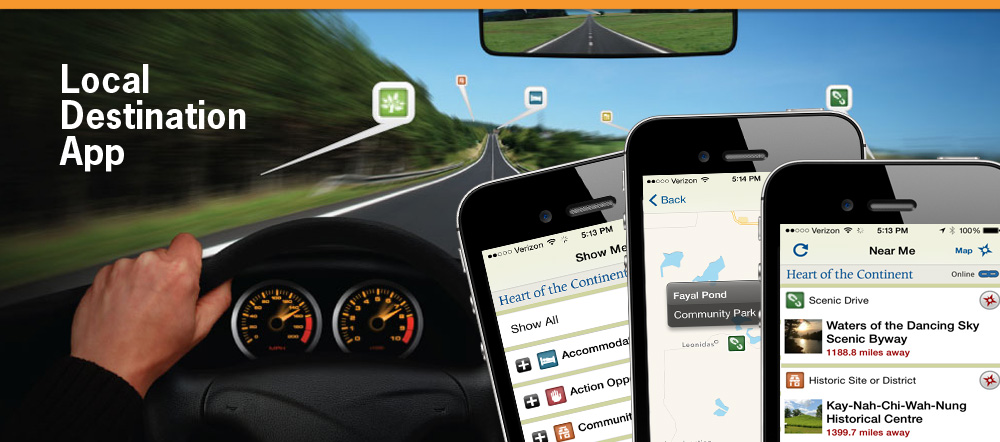 Local
Destination
App
Verizon 5:13 PM
Show Me
Heart of the Continent
Show All
Accommoda
Action Opp
Communit
Verizon 5:14 PM
Back
Fayal Pond
Community Park
Leonidas
Verizon 5:13 PM 100%
Near Me Map
Heart of the Continent Online
Scenic Drive
Waters of the Dancing Sky
Scenic Byway
1188.8 miles away
Historic Site or District
Kay-Nah-Chi-Wah-Nung
Historical Centre
1399.7 miles away